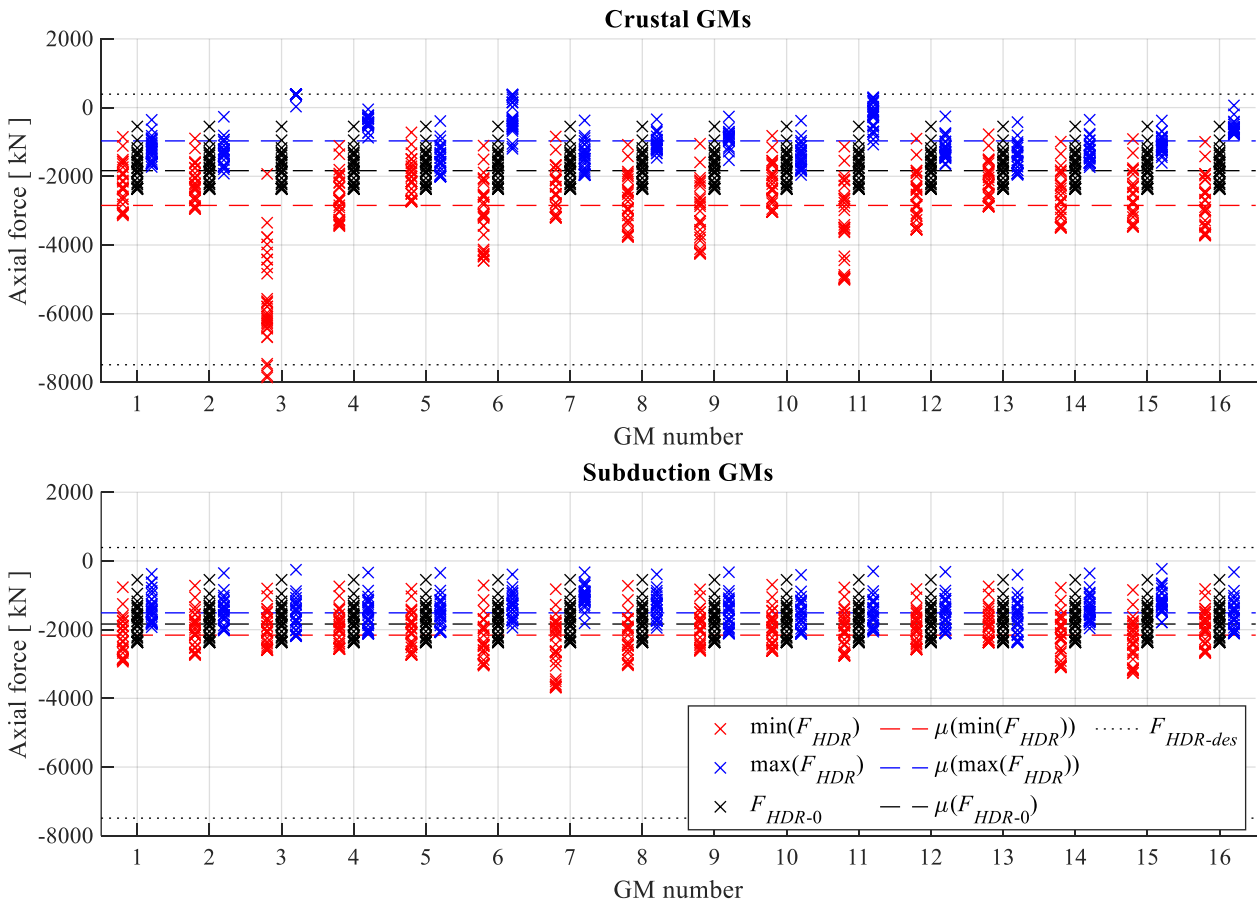 Crustal GMs
2000
0
-2000
-4000
-6000
-8000
Axial force [ kN ]
1 2 3 4 5 6 7 8 9 10 11 12 13 14 15 16
GM number
Subduction GMs
2000
0
-2000
-4000
-6000
-8000
Axial force [ kN ]
min(F_HDR) μ(min(F_HDR)) F_HDR-des
max(F_HDR) μ(max(F_HDR))
F_HDR-0 μ(F_HDR-0)
1 2 3 4 5 6 7 8 9 10 11 12 13 14 15 16
GM number